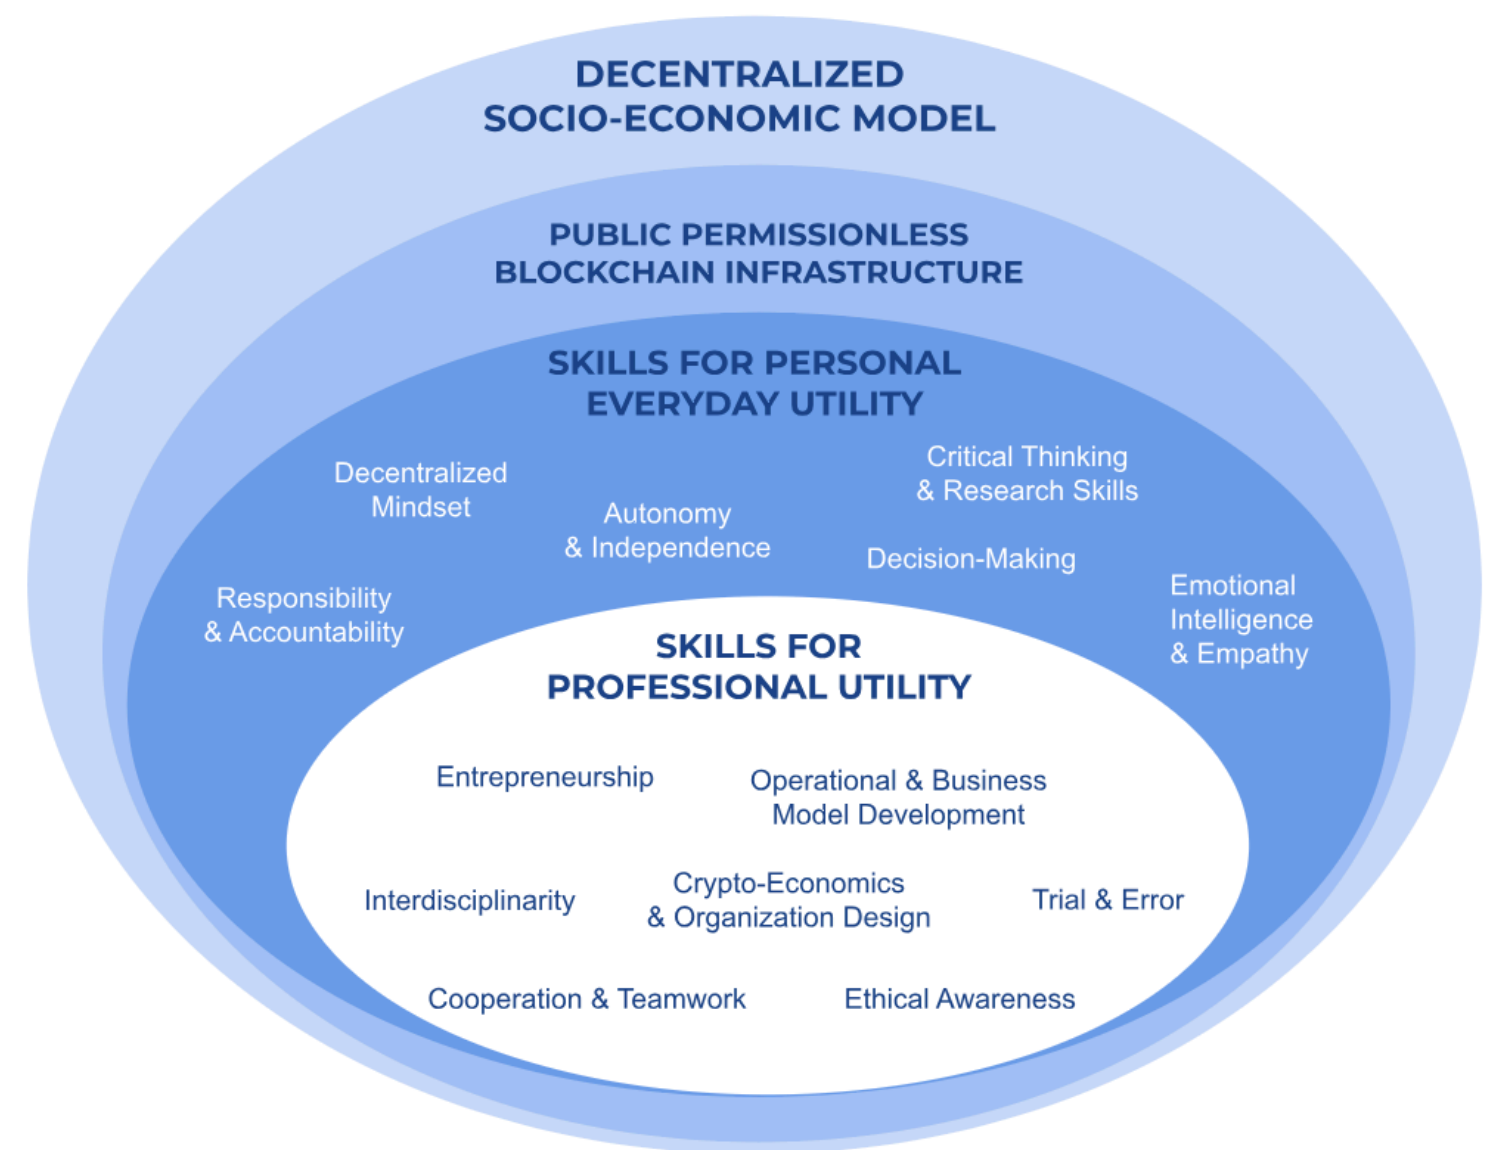 DECENTRALIZED
SOCIO-ECONOMIC MODEL
PUBLIC PERMISSIONLESS
BLOCKCHAIN INFRASTRUCTURE
SKILLS FOR PERSONAL
EVERYDAY UTILITY
Decentralized
Mindset
Autonomy
& Independence
Critical Thinking
& Research Skills
Decision-Making
Responsibility
& Accountability
Emotional
Intelligence
& Empathy
SKILLS FOR
PROFESSIONAL UTILITY
Entrepreneurship
Operational & Business
Model Development
Interdisciplinarity
Crypto-Economics
& Organization Design
Trial & Error
Cooperation & Teamwork
Ethical Awareness